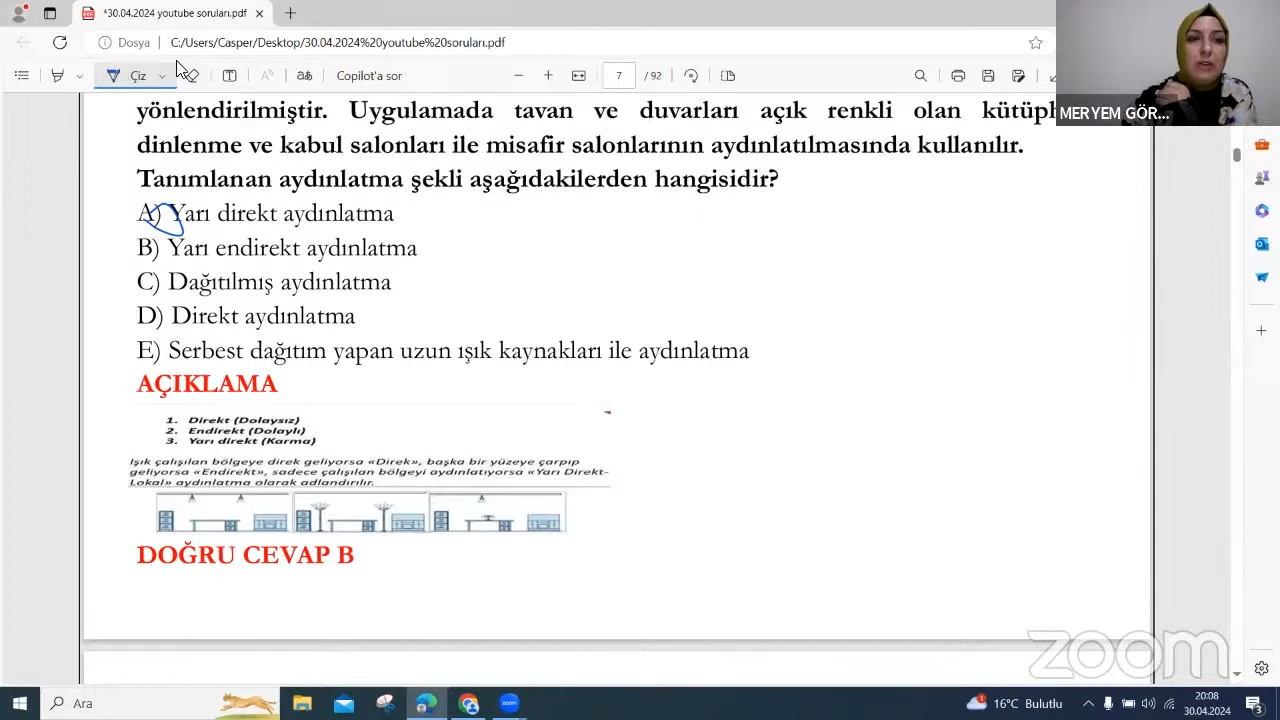 *30.04.2024 youtube soruları.pdf
Dosya C:/Users/Casper/Desktop/30.04.2024%20youtube%20soruları.pdf
Çiz
Copilot'a sor
7 / 92
MERYEM GÖR...
yönlendirilmiştir. Uygulamada tavan ve duvarları açık renkli olan
dinlenme ve kabul salonları ile misafir salonlarının aydınlatılmasında kullanılır.
Tanımlanan aydınlatma şekli aşağıdakilerden hangisidir?
A) Yarı direkt aydınlatma
B) Yarı endirekt aydınlatma
C) Dağıtılmış aydınlatma
D) Direkt aydınlatma
E) Serbest dağıtım yapan uzun ışık kaynakları ile aydınlatma
AÇIKLAMA
1. Direkt (Dolaysız)
2. Endirekt (Dolaylı)
3. Yarı direkt (Karma)
Işık çalışılan bölgeye direk geliyorsa «Direk», başka bir yüzeye çarpıp
geliyorsa «Endirekt», sadece çalışılan bölgeyi aydınlatıyorsa «Yarı Direkt-
Lokal» aydınlatma olarak adlandırılır.
DOĞRU CEVAP B
zoom
Ara
zoom
1
16°C Bulutlu
20:08
30.04.2024
3